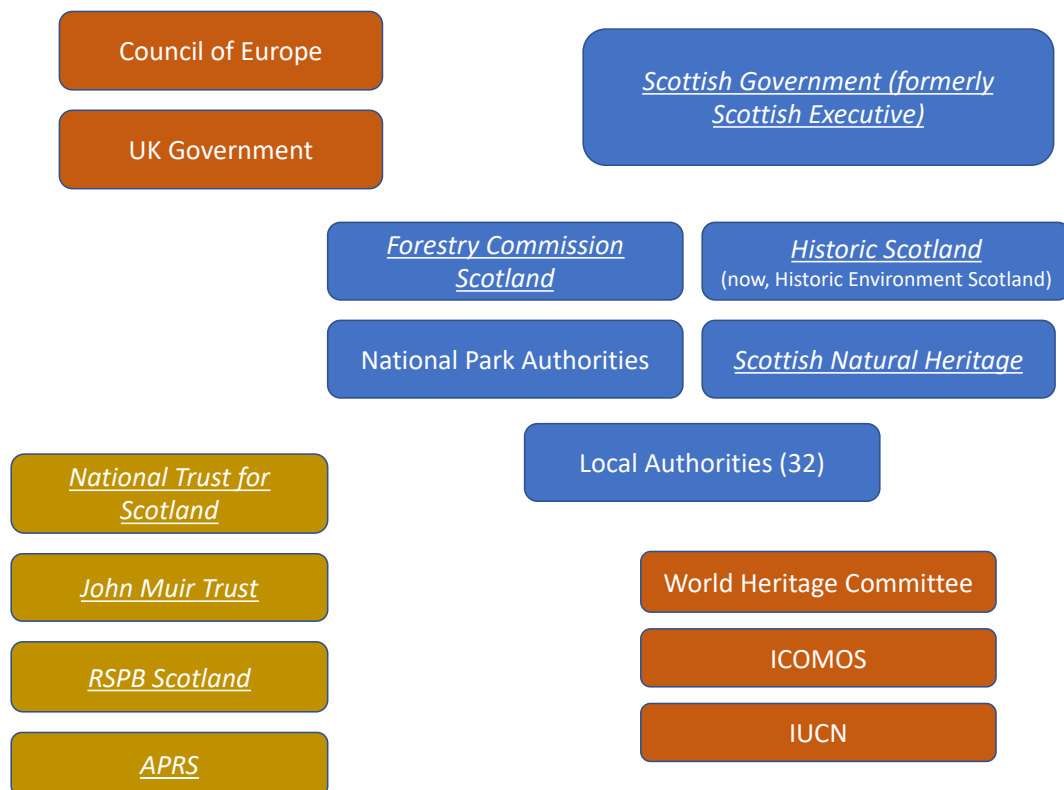 Council of Europe
UK Government
Scottish Government (formerly
Scottish Executive)
Forestry Commission
Scotland
Historic Scotland
(now, Historic Environment Scotland)
National Park Authorities
Scottish Natural Heritage
Local Authorities (32)
National Trust for
Scotland
John Muir Trust
RSPB Scotland
APRS
World Heritage Committee
ICOMOS
IUCN